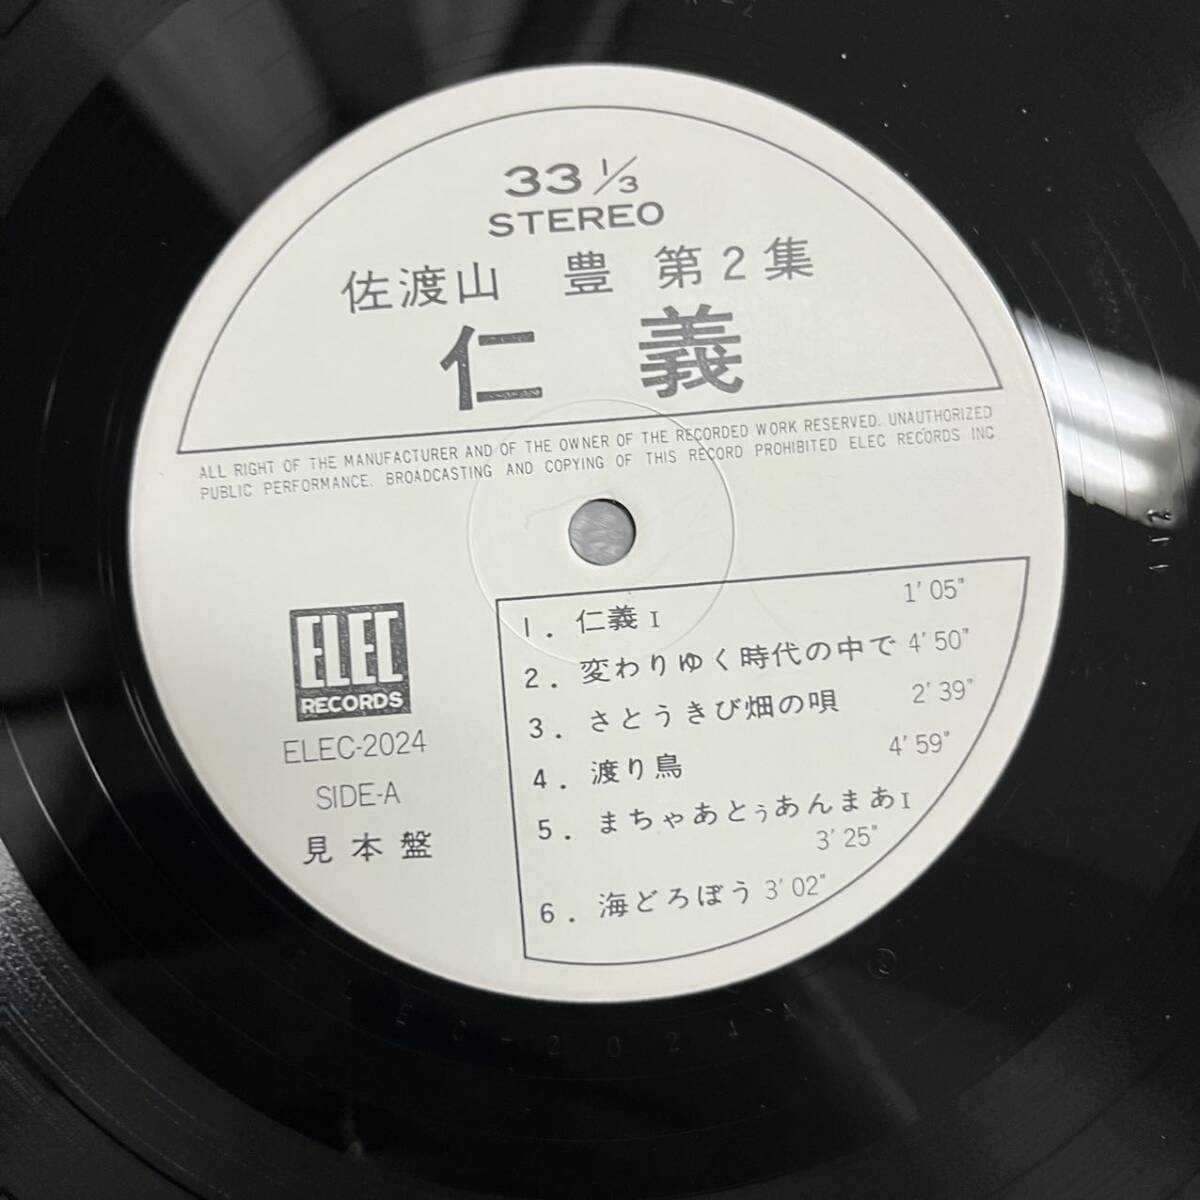 33 1/3
STEREO
佐渡山 豊 第2集
仁義
ALL RIGHT OF THE MANUFACTURER AND OF THE OWNER OF THE RECORDED WORK RESERVED. UNAUTHORIZED
PUBLIC PERFORMANCE. BROADCASTING AND COPYING OF THIS RECORD PROHIBITED ELEC RECORDS INC
ELEC
RECORDS
ELEC-2024
SIDE-A
見本盤
1. 仁義 I 1'05"
2. 変わりゆく時代の中で 4'50"
3. さとうきび畑の唄 2'39"
4. 渡り鳥 4'59"
5. まちゃあとぅあんまあ I
3'25"
6. 海どろぼう 3'02"
EC-2024A
112